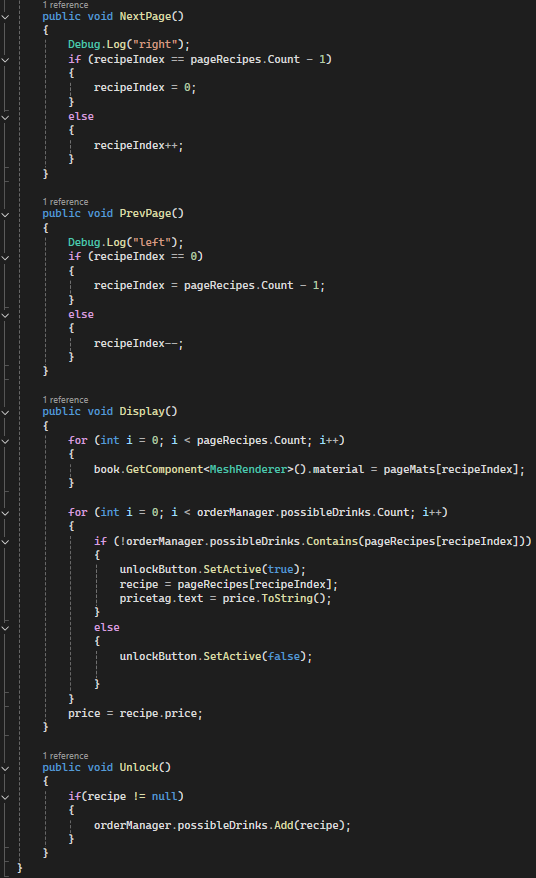 1 reference
public void NextPage()
{
Debug.Log("right");
if (recipeIndex == pageRecipes.Count - 1)
{
recipeIndex = 0;
}
else
{
recipeIndex++;
}
}
1 reference
public void PrevPage()
{
Debug.Log("left");
if (recipeIndex == 0)
{
recipeIndex = pageRecipes.Count - 1;
}
else
{
recipeIndex--;
}
}
1 reference
public void Display()
{
for (int i = 0; i < pageRecipes.Count; i++)
{
book.GetComponent<MeshRenderer>().material = pageMats[recipeIndex];
}
for (int i = 0; i < orderManager.possibleDrinks.Count; i++)
{
if (!orderManager.possibleDrinks.Contains(pageRecipes[recipeIndex]))
{
unlockButton.SetActive(true);
recipe = pageRecipes[recipeIndex];
pricetag.text = price.ToString();
}
else
{
unlockButton.SetActive(false);
}
}
price = recipe.price;
}
1 reference
public void Unlock()
{
if(recipe != null)
{
orderManager.possibleDrinks.Add(recipe);
}
}
}